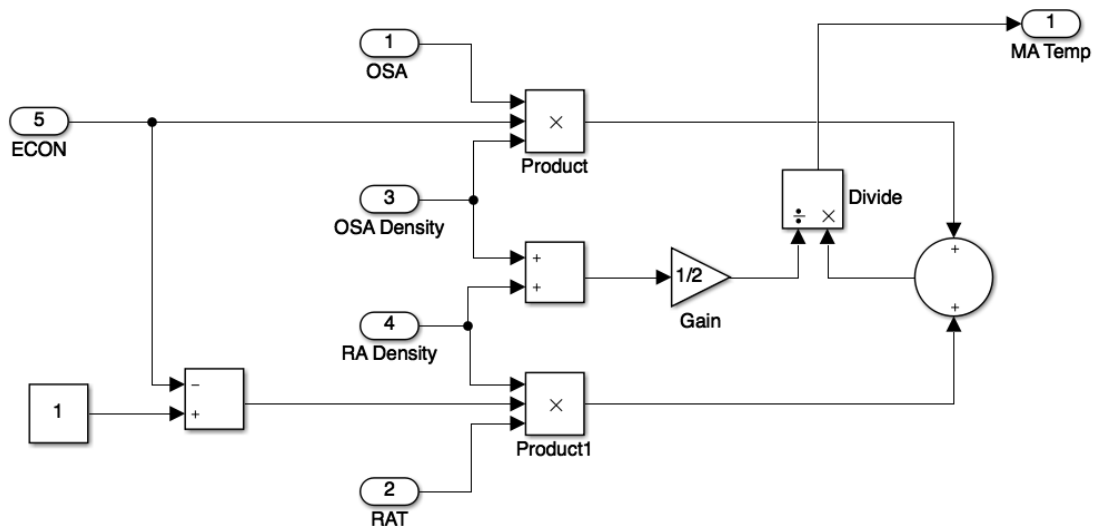 1
OSA
1
MA Temp
5
ECON
×
Product
3
OSA Density
÷ ×
Divide
+
+
+
1/2
Gain
+
4
RA Density
1
−
+
×
Product1
2
RAT